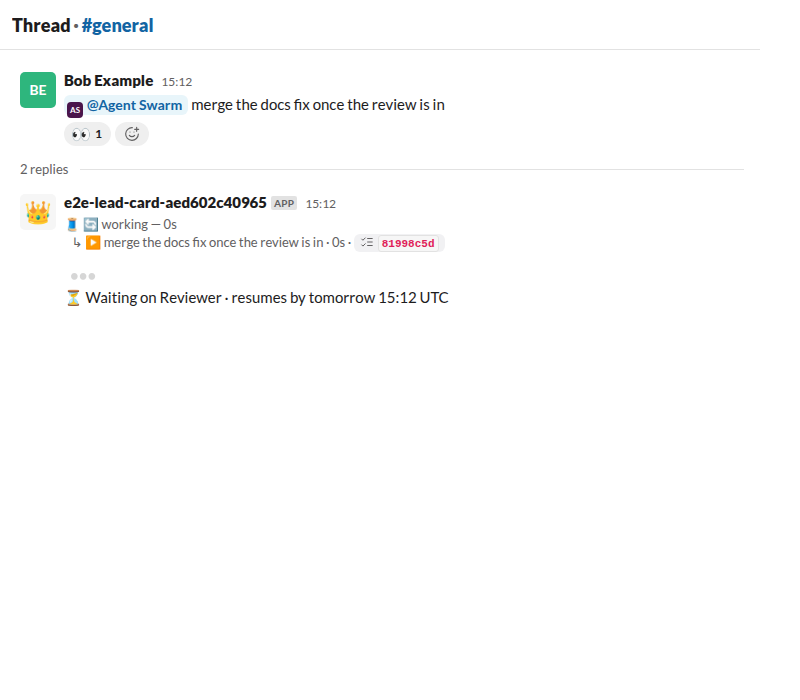 Thread · #general
BE
Bob Example 15:12
AS @Agent Swarm merge the docs fix once the review is in
👀 1
2 replies
e2e-lead-card-aed602c40965 APP 15:12
🧵 🔄 working — 0s
↳ ▶️ merge the docs fix once the review is in · 0s · 81998c5d
⏳ Waiting on Reviewer · resumes by tomorrow 15:12 UTC